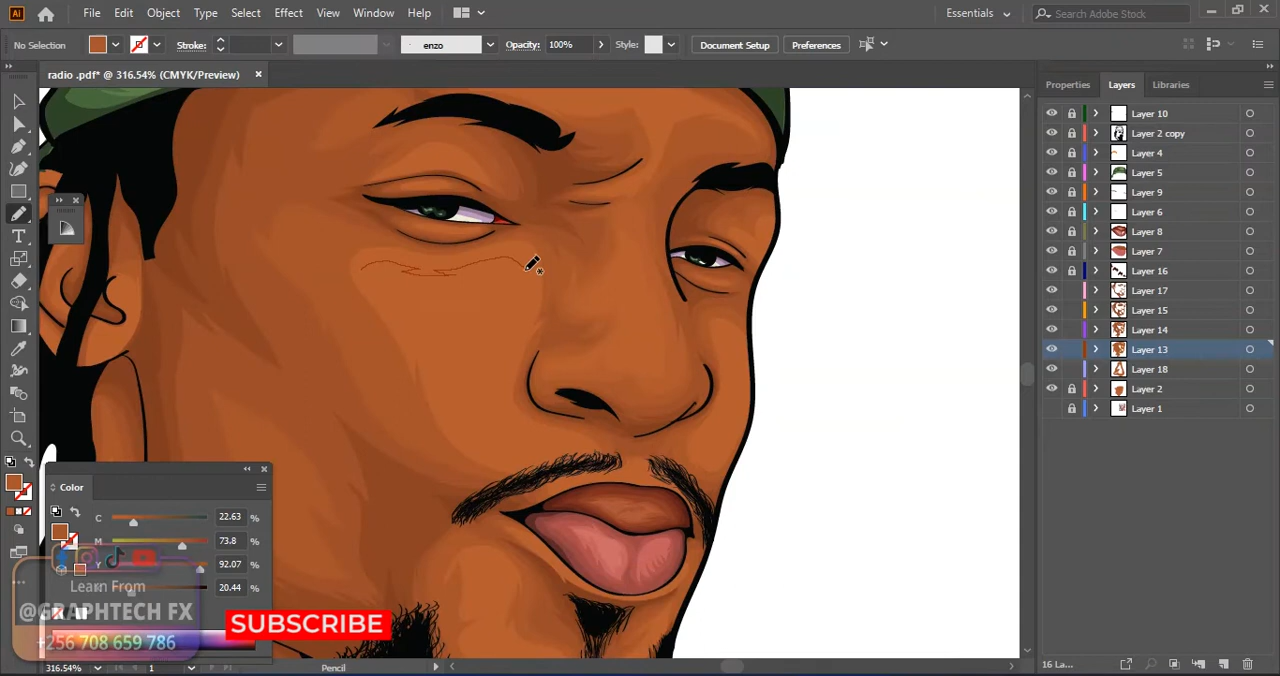 Ai File Edit Object Type Select Effect View Window Help Essentials Search Adobe Stock
No Selection Stroke: enzo Opacity: 100% Style: Document Setup Preferences
radio .pdf* @ 316.54% (CMYK/Preview)
Properties Layers Libraries
Layer 10
Layer 2 copy
Layer 4
Layer 5
Layer 9
Layer 6
Layer 8
Layer 7
Layer 16
Layer 17
Layer 15
Layer 14
Layer 13
Layer 18
Layer 2
Layer 1
Color
C 22.63 %
M 73.8 %
Y 92.07 %
20.44 %
Learn From
@GRAPHTECH FX
+256 708 659 786
SUBSCRIBE
316.54% 1 Pencil
16 La...